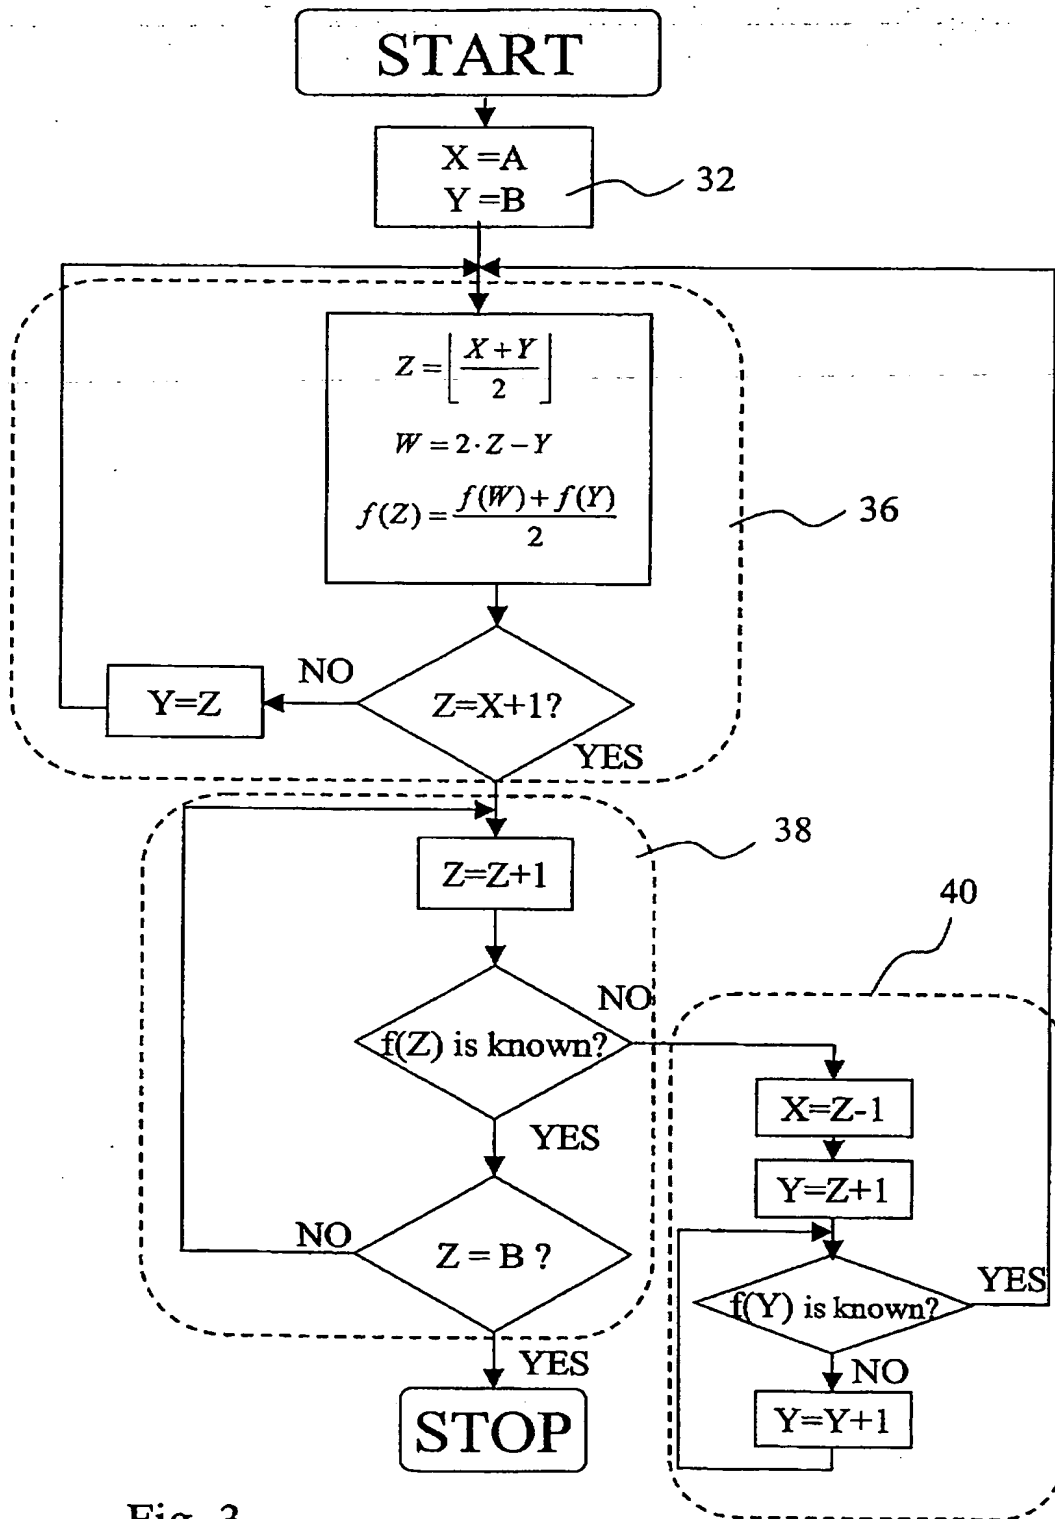 START
X =A
Y =B
32
Z = ⌊(X + Y)/2⌋
W = 2 · Z − Y
f(Z) = (f(W) + f(Y))/2
36
NO
Y=Z
Z=X+1?
YES
38
Z=Z+1
40
NO
f(Z) is known?
X=Z-1
YES
Y=Z+1
NO
Z = B ?
YES
f(Y) is known?
YES
NO
STOP
Y=Y+1
Fig. 3